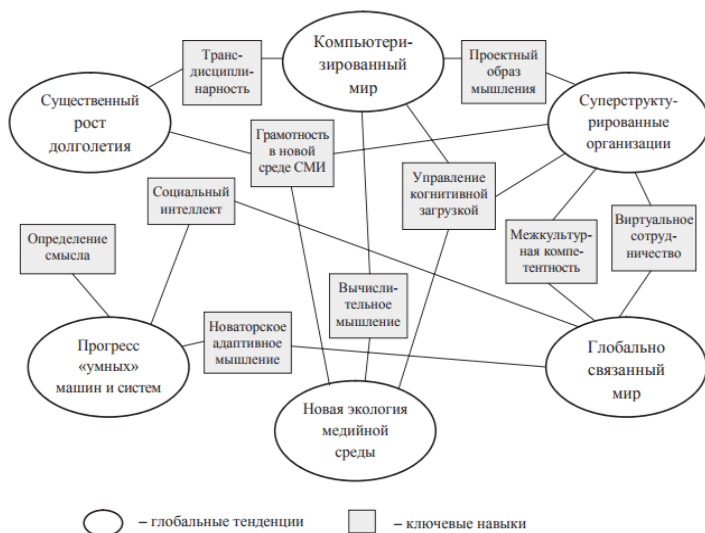 Компьютери-
зированный
мир
Транс-
дисципли-
нарность
Проектный
образ
мышления
Существенный
рост
долголетия
Суперструкту-
рированные
организации
Грамотность
в новой
среде СМИ
Управление
когнитивной
загрузкой
Социальный
интеллект
Определение
смысла
Межкультур-
ная компе-
тентность
Виртуальное
сотруд-
ничество
Вычисли-
тельное
мышление
Прогресс
«умных»
машин и систем
Новаторское
адаптивное
мышление
Глобально
связанный
мир
Новая экология
медийной
среды
– глобальные тенденции
– ключевые навыки